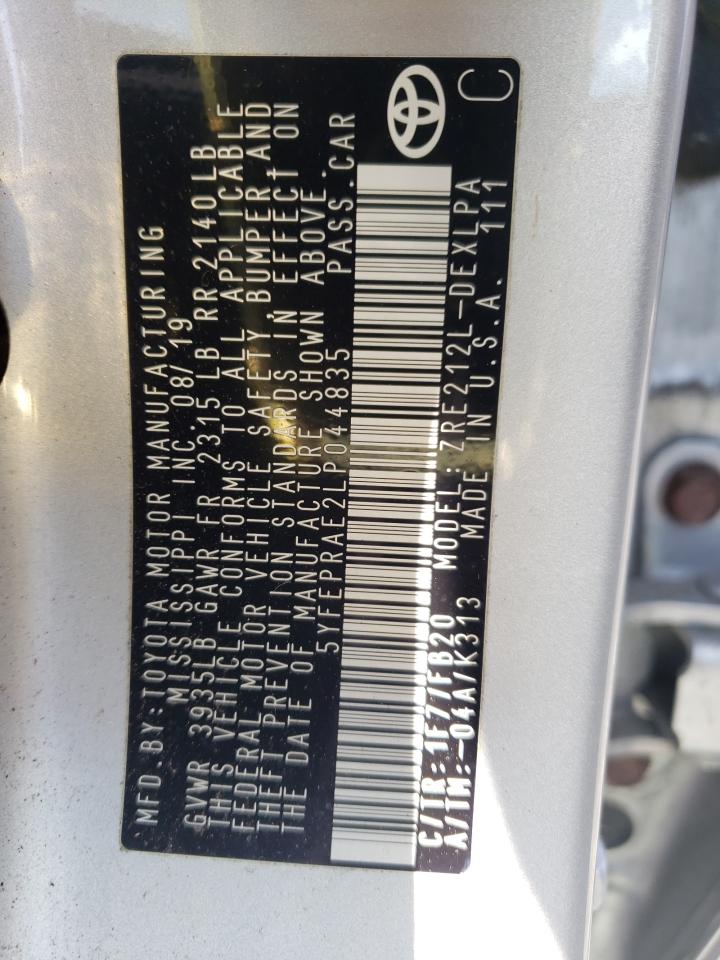 MFD.BY:TOYOTA MOTOR MANUFACTURING
MISSISSIPPI INC. 08/19
GVWR 3935LB GAWR FR 2315 LB RR 2140LB
THIS VEHICLE CONFORMS TO ALL APPLICABLE
FEDERAL MOTOR VEHICLE SAFETY, BUMPER, AND
THEFT PREVENTION STANDARDS IN EFFECT ON
THE DATE OF MANUFACTURE SHOWN ABOVE.
5YFEPRAE2LP044835 PASS.CAR
C/TR:1F7/FB20 MODEL:ZRE212L-DEXLPA
A/TM:-04A/K313 MADE IN U.S.A. 111
C